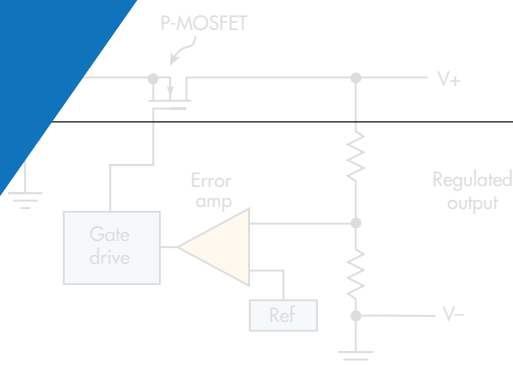 P-MOSFET
V+
Error
amp
Regulated
output
Gate
drive
Ref
V–